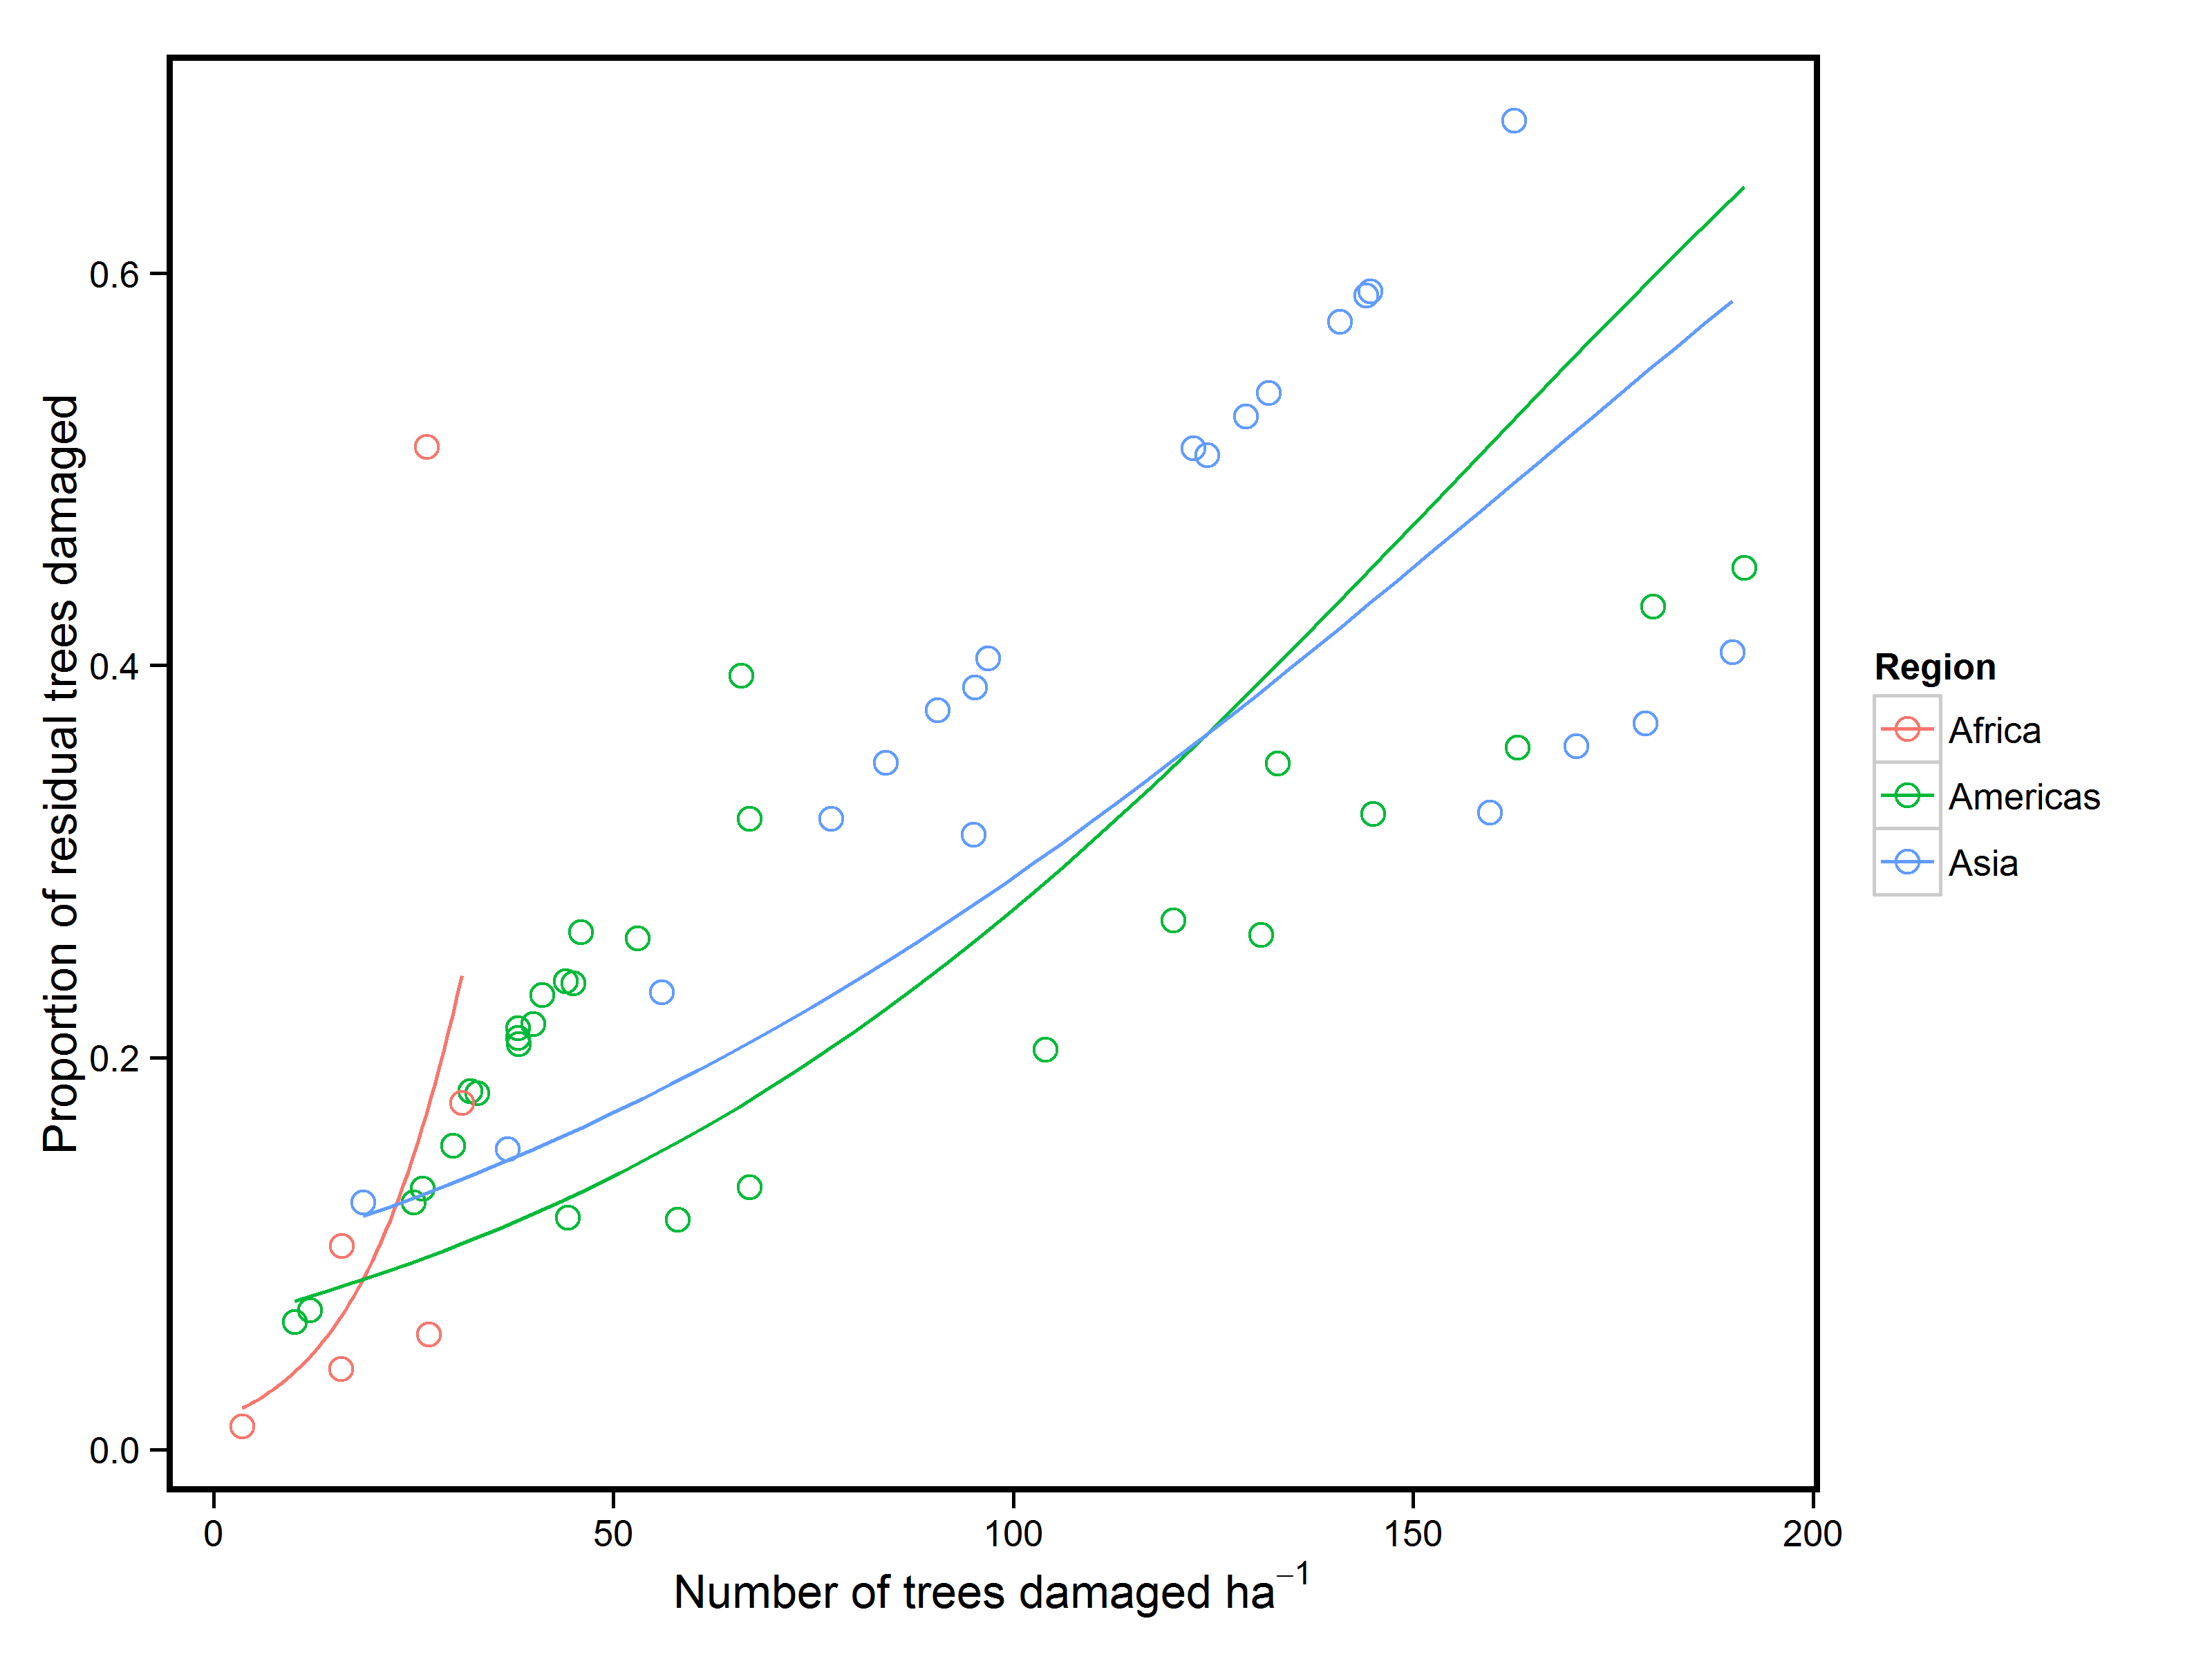 Proportion of residual trees damaged
0.6
0.4
0.2
0.0
0 50 100 150 200
Number of trees damaged ha⁻¹
Region
Africa
Americas
Asia